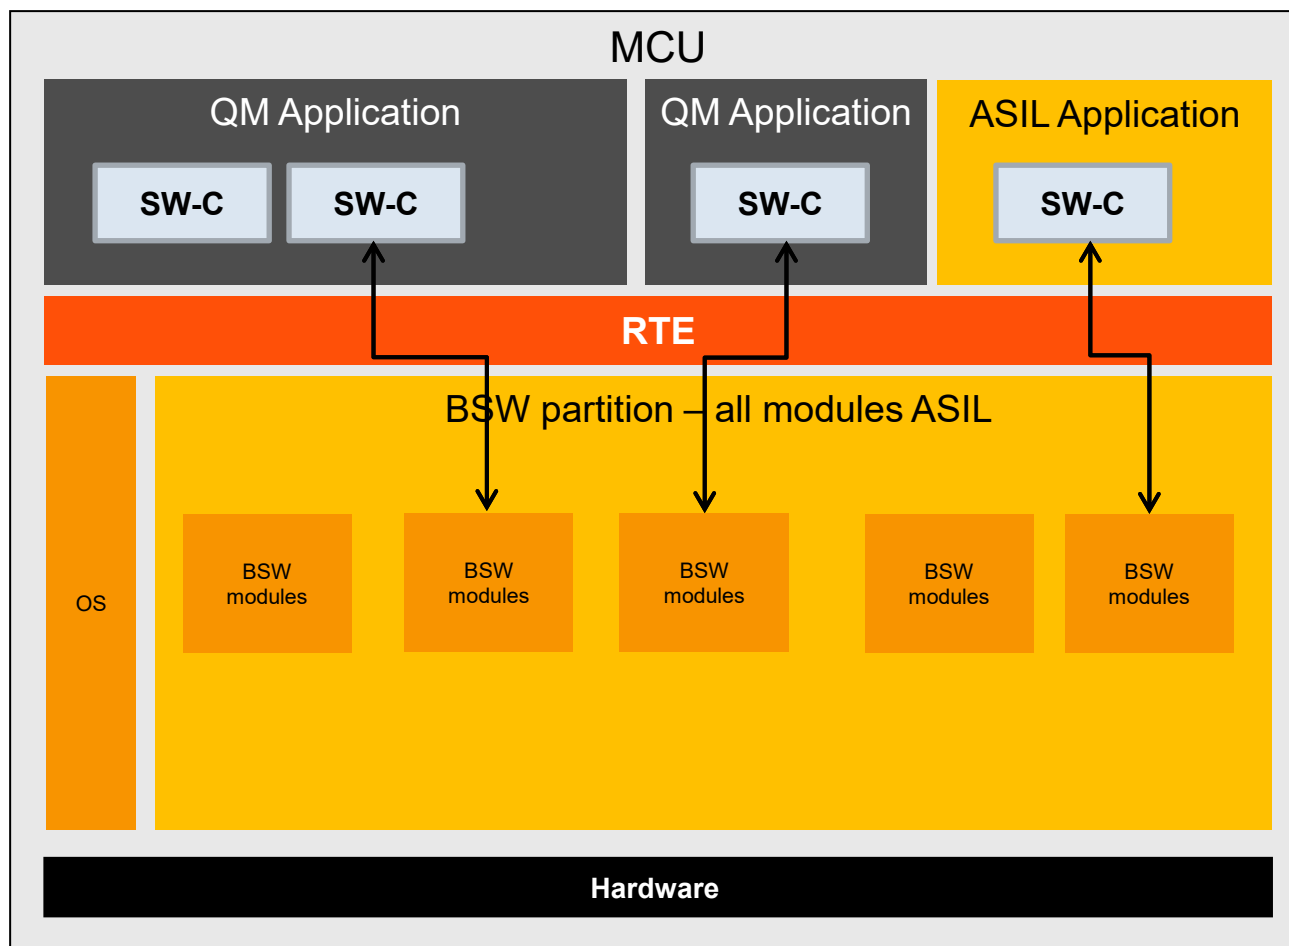 MCU
QM Application
QM Application
ASIL Application
SW-C
SW-C
SW-C
SW-C
RTE
BSW partition – all modules ASIL
OS
BSW
modules
BSW
modules
BSW
modules
BSW
modules
BSW
modules
Hardware